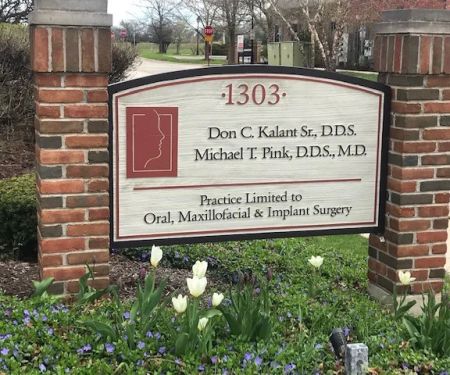 ·1303·
Don C. Kalant Sr., D.D.S.
Michael T. Pink, D.D.S., M.D.
Practice Limited to
Oral, Maxillofacial & Implant Surgery